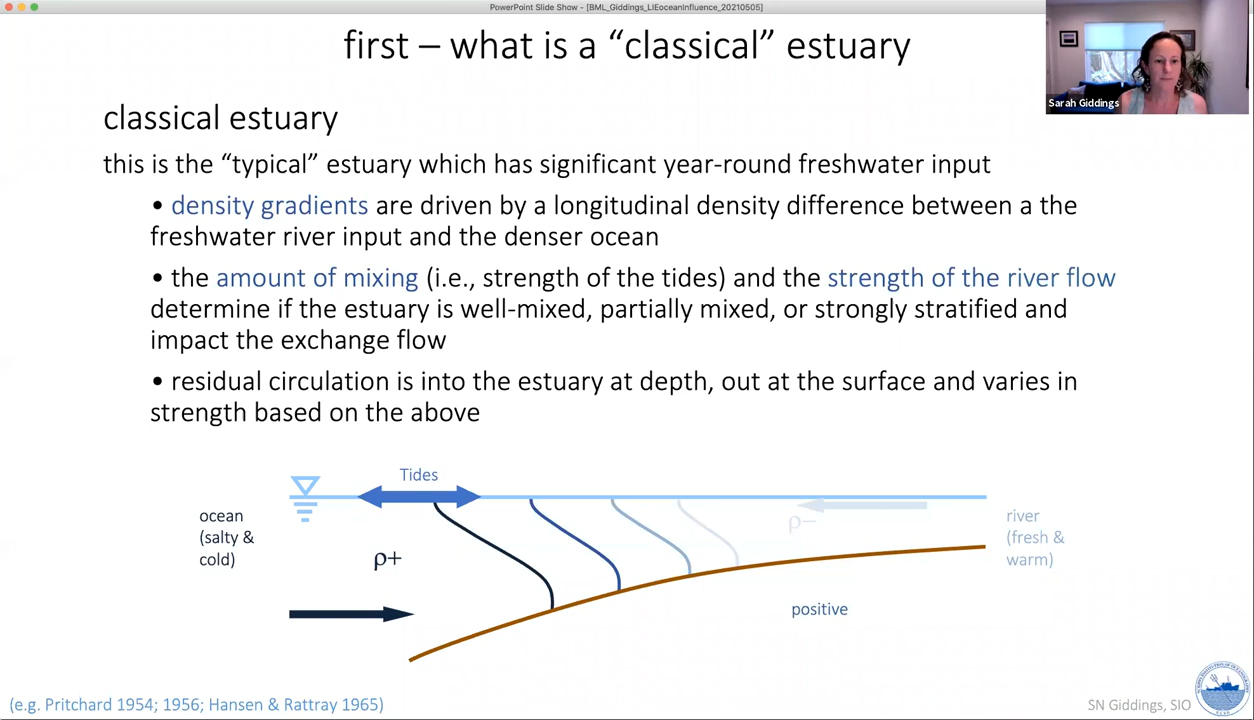 PowerPoint Slide Show - [BML_Giddings_LIEoceanInfluence_20210505]
first – what is a “classical” estuary
Sarah Giddings
classical estuary
this is the “typical” estuary which has significant year-round freshwater input
• density gradients are driven by a longitudinal density difference between a the
freshwater river input and the denser ocean
• the amount of mixing (i.e., strength of the tides) and the strength of the river flow
determine if the estuary is well-mixed, partially mixed, or strongly stratified and
impact the exchange flow
• residual circulation is into the estuary at depth, out at the surface and varies in
strength based on the above
Tides
ocean
(salty &
cold)
ρ+
ρ−
river
(fresh &
warm)
positive
(e.g. Pritchard 1954; 1956; Hansen & Rattray 1965)
SN Giddings, SIO